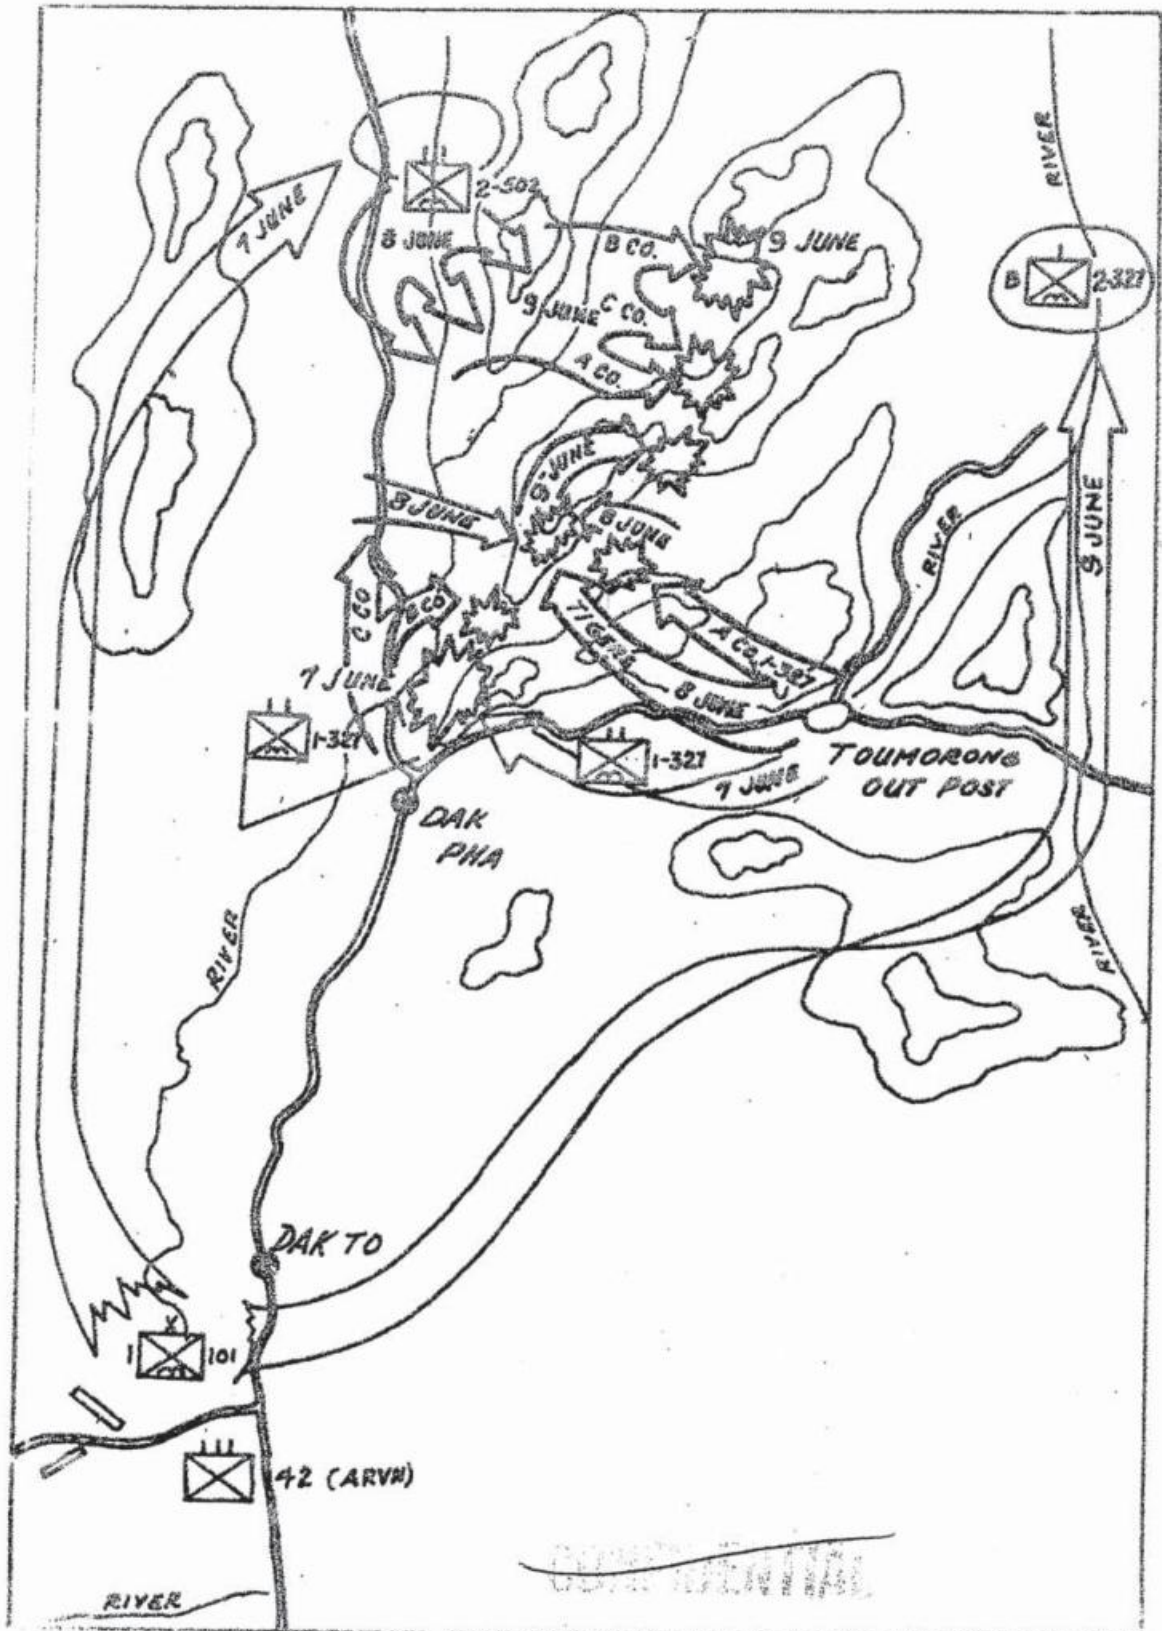 RIVER
7 JUNE
2-502
8 JUNE
B CO.
9 JUNE
B
2-327
9 JUNE
C CO.
A CO.
9 JUNE
8 JUNE
8 JUNE
RIVER
9 JUNE
C CO
B CO
TIGERS
A CO. 1-327
8 JUNE
7 JUNE
1-327
1-327
7 JUNE
TOUMORONG
OUT POST
DAK
PHA
RIVER
RIVER
DAK TO
1
101
42 (ARVN)
CONFIDENTIAL
RIVER